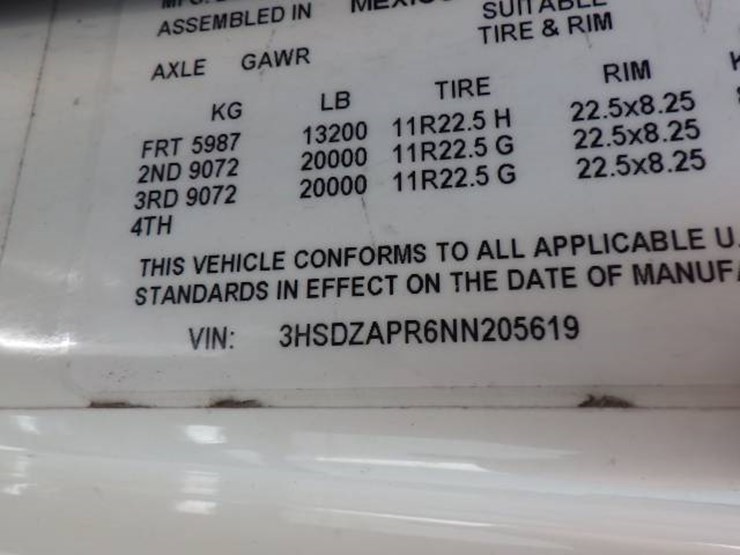 ASSEMBLED IN MEXICO
SUITABLE
TIRE & RIM
AXLE GAWR
KG LB TIRE RIM
FRT 5987 13200 11R22.5 H 22.5x8.25
2ND 9072 20000 11R22.5 G 22.5x8.25
3RD 9072 20000 11R22.5 G 22.5x8.25
4TH
THIS VEHICLE CONFORMS TO ALL APPLICABLE U.
STANDARDS IN EFFECT ON THE DATE OF MANUFA
VIN: 3HSDZAPR6NN205619